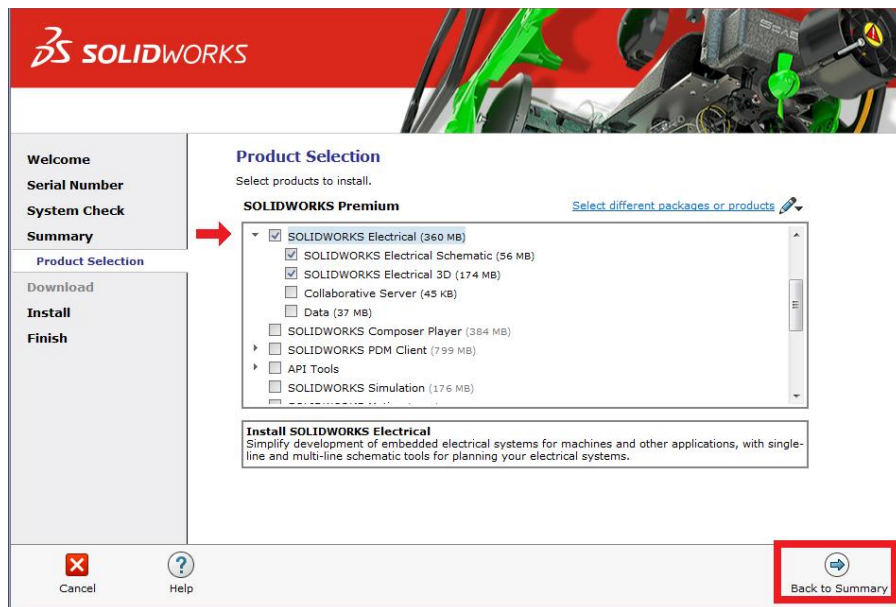 SOLIDWORKS
Welcome
Serial Number
System Check
Summary
Product Selection
Download
Install
Finish
Product Selection
Select products to install.
SOLIDWORKS Premium
Select different packages or products
SOLIDWORKS Electrical (360 MB)
SOLIDWORKS Electrical Schematic (56 MB)
SOLIDWORKS Electrical 3D (174 MB)
Collaborative Server (45 KB)
Data (37 MB)
SOLIDWORKS Composer Player (384 MB)
SOLIDWORKS PDM Client (799 MB)
API Tools
SOLIDWORKS Simulation (176 MB)
Install SOLIDWORKS Electrical
Simplify development of embedded electrical systems for machines and other applications, with single-
line and multi-line schematic tools for planning your electrical systems.
Cancel
Help
Back to Summary